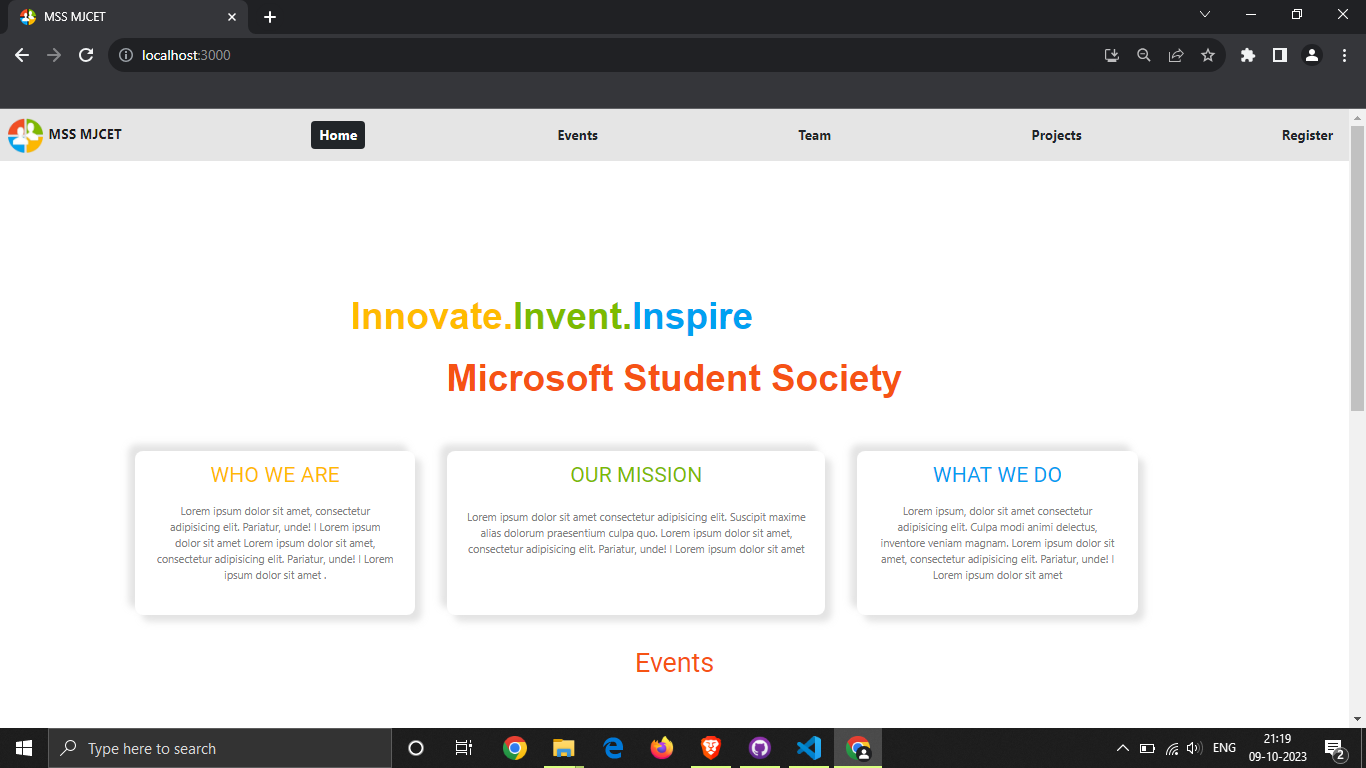 MSS MJCET
localhost:3000
MSS MJCET
Home
Events
Team
Projects
Register
Innovate.Invent.Inspire
Microsoft Student Society
WHO WE ARE
Lorem ipsum dolor sit amet, consectetur
adipisicing elit. Pariatur, unde! l Lorem ipsum
dolor sit amet Lorem ipsum dolor sit amet,
consectetur adipisicing elit. Pariatur, unde! l Lorem
ipsum dolor sit amet .
OUR MISSION
Lorem ipsum dolor sit amet consectetur adipisicing elit. Suscipit maxime
alias dolorum praesentium culpa quo. Lorem ipsum dolor sit amet,
consectetur adipisicing elit. Pariatur, unde! l Lorem ipsum dolor sit amet
WHAT WE DO
Lorem ipsum, dolor sit amet consectetur
adipisicing elit. Culpa modi animi delectus,
inventore veniam magnam. Lorem ipsum dolor sit
amet, consectetur adipisicing elit. Pariatur, unde! l
Lorem ipsum dolor sit amet
Events
Type here to search
ENG
21:19
09-10-2023
2